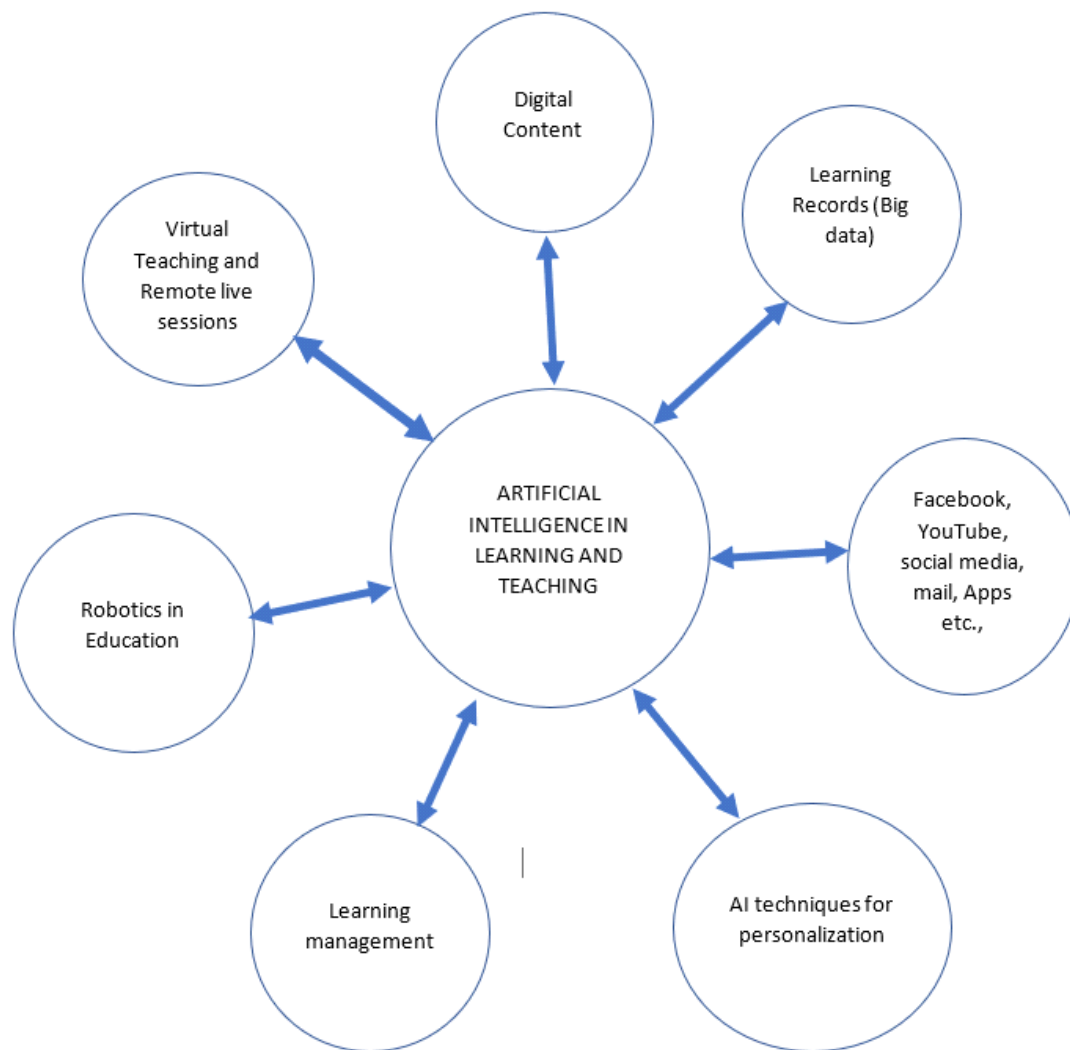 Digital
Content
Learning
Records (Big
data)
Virtual
Teaching and
Remote live
sessions
ARTIFICIAL
INTELLIGENCE IN
LEARNING AND
TEACHING
Facebook,
YouTube,
social media,
mail, Apps
etc.,
Robotics in
Education
Learning
management
AI techniques for
personalization